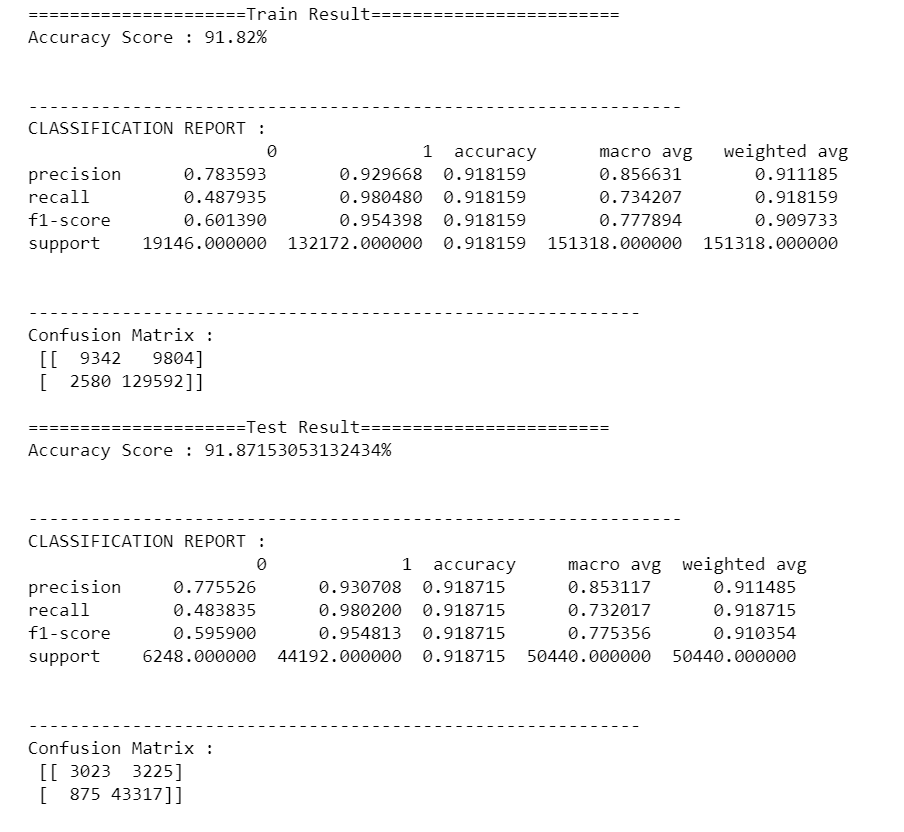 =====================Train Result========================
Accuracy Score : 91.82%
---------------------------------------------------------------
CLASSIFICATION REPORT :
                       0              1  accuracy      macro avg   weighted avg
precision      0.783593       0.929668  0.918159       0.856631       0.911185
recall         0.487935       0.980480  0.918159       0.734207       0.918159
f1-score       0.601390       0.954398  0.918159       0.777894       0.909733
support    19146.000000  132172.000000  0.918159  151318.000000  151318.000000
-----------------------------------------------------------
Confusion Matrix :
 [[  9342   9804]
 [  2580 129592]]
=====================Test Result========================
Accuracy Score : 91.87153053132434%
---------------------------------------------------------------
CLASSIFICATION REPORT :
                      0             1  accuracy     macro avg  weighted avg
precision     0.775526      0.930708  0.918715      0.853117      0.911485
recall        0.483835      0.980200  0.918715      0.732017      0.918715
f1-score      0.595900      0.954813  0.918715      0.775356      0.910354
support    6248.000000  44192.000000  0.918715  50440.000000  50440.000000
-----------------------------------------------------------
Confusion Matrix :
 [[ 3023  3225]
 [  875 43317]]